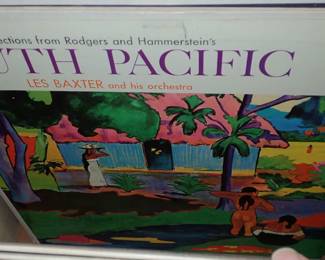 ections from Rodgers and Hammerstein's
UTH PACIFIC
LES BAXTER and his orchestra